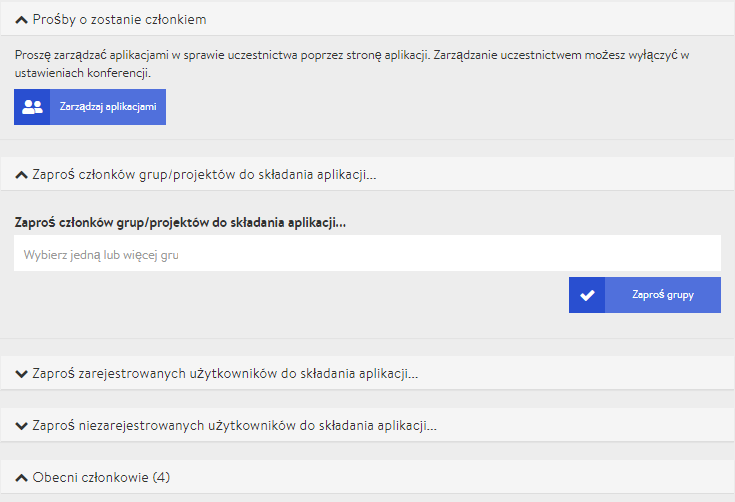 Prośby o zostanie członkiem
Proszę zarządzać aplikacjami w sprawie uczestnictwa poprzez stronę aplikacji. Zarządzanie uczestnictwem możesz wyłączyć w
ustawieniach konferencji.
Zarządzaj aplikacjami
Zaproś członków grup/projektów do składania aplikacji...
Zaproś członków grup/projektów do składania aplikacji...
Wybierz jedną lub więcej gru
Zaproś grupy
Zaproś zarejestrowanych użytkowników do składania aplikacji...
Zaproś niezarejestrowanych użytkowników do składania aplikacji...
Obecni członkowie (4)